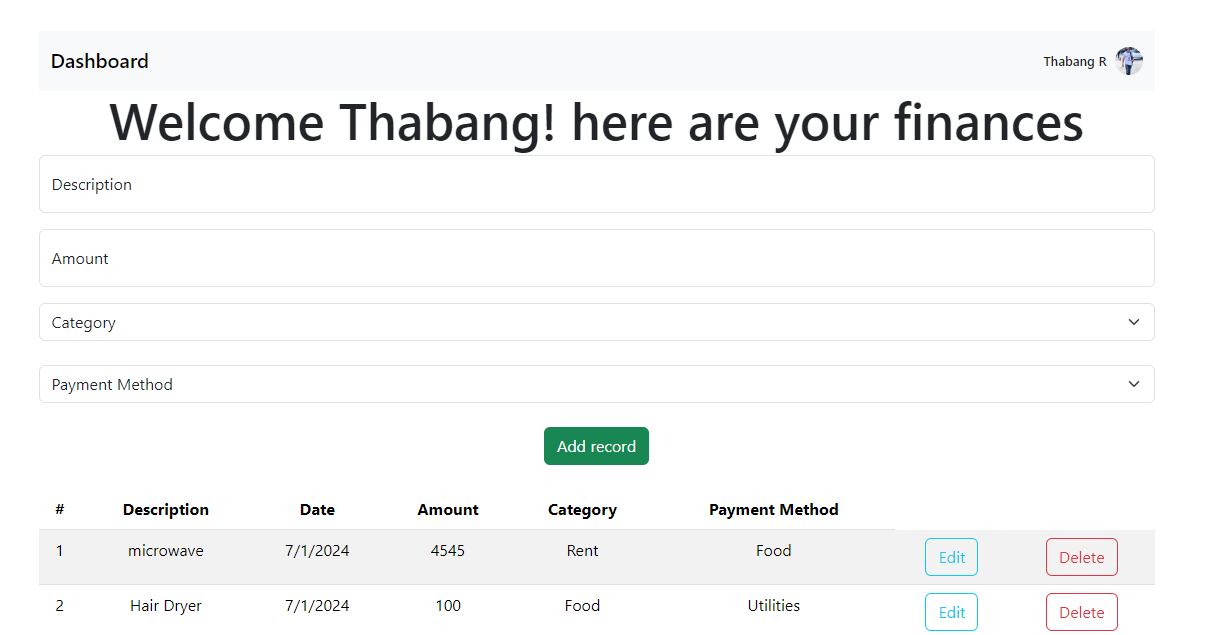 Dashboard Thabang R
Welcome Thabang! here are your finances
Description
Amount
Category
Payment Method
Add record
# Description Date Amount Category Payment Method
1 microwave 7/1/2024 4545 Rent Food Edit Delete
2 Hair Dryer 7/1/2024 100 Food Utilities Edit Delete